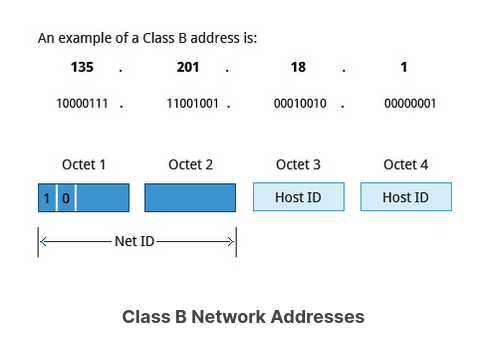 An example of a Class B address is:
135 . 201 . 18 . 1
10000111 . 11001001 . 00010010 . 00000001
Octet 1 Octet 2 Octet 3 Octet 4
1 0 Host ID Host ID
Net ID
Class B Network Addresses